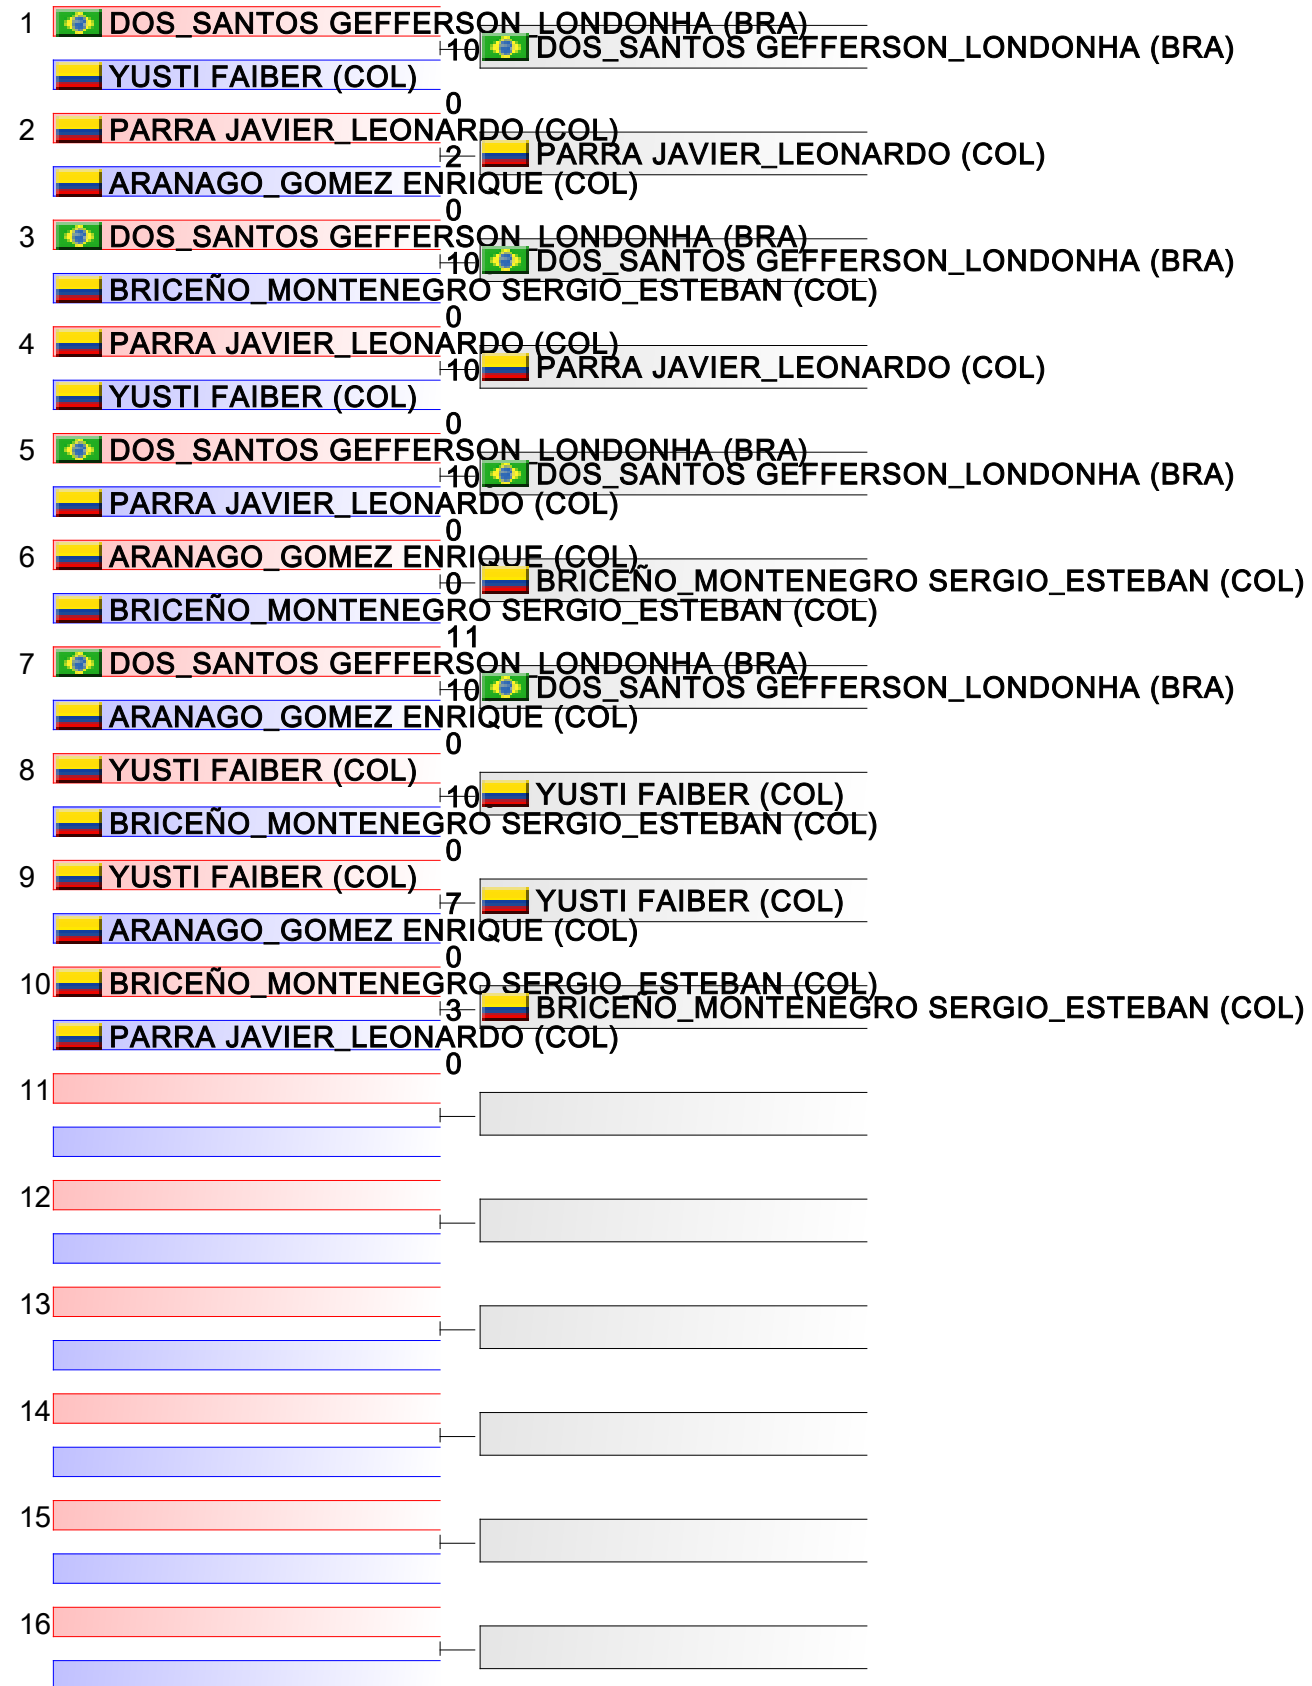 1 DOS_SANTOS GEFFERSON_LONDONHA (BRA)
10 DOS_SANTOS GEFFERSON_LONDONHA (BRA)
YUSTI FAIBER (COL)
0
2 PARRA JAVIER_LEONARDO (COL)
2 PARRA JAVIER_LEONARDO (COL)
ARANAGO_GOMEZ ENRIQUE (COL)
0
3 DOS_SANTOS GEFFERSON_LONDONHA (BRA)
10 DOS_SANTOS GEFFERSON_LONDONHA (BRA)
BRICEÑO_MONTENEGRO SERGIO_ESTEBAN (COL)
0
4 PARRA JAVIER_LEONARDO (COL)
10 PARRA JAVIER_LEONARDO (COL)
YUSTI FAIBER (COL)
0
5 DOS_SANTOS GEFFERSON_LONDONHA (BRA)
10 DOS_SANTOS GEFFERSON_LONDONHA (BRA)
PARRA JAVIER_LEONARDO (COL)
0
6 ARANAGO_GOMEZ ENRIQUE (COL)
0 BRICEÑO_MONTENEGRO SERGIO_ESTEBAN (COL)
BRICEÑO_MONTENEGRO SERGIO_ESTEBAN (COL)
11
7 DOS_SANTOS GEFFERSON_LONDONHA (BRA)
10 DOS_SANTOS GEFFERSON_LONDONHA (BRA)
ARANAGO_GOMEZ ENRIQUE (COL)
0
8 YUSTI FAIBER (COL)
10 YUSTI FAIBER (COL)
BRICEÑO_MONTENEGRO SERGIO_ESTEBAN (COL)
0
9 YUSTI FAIBER (COL)
7 YUSTI FAIBER (COL)
ARANAGO_GOMEZ ENRIQUE (COL)
0
10 BRICEÑO_MONTENEGRO SERGIO_ESTEBAN (COL)
3 BRICEÑO_MONTENEGRO SERGIO_ESTEBAN (COL)
PARRA JAVIER_LEONARDO (COL)
0
11
12
13
14
15
16